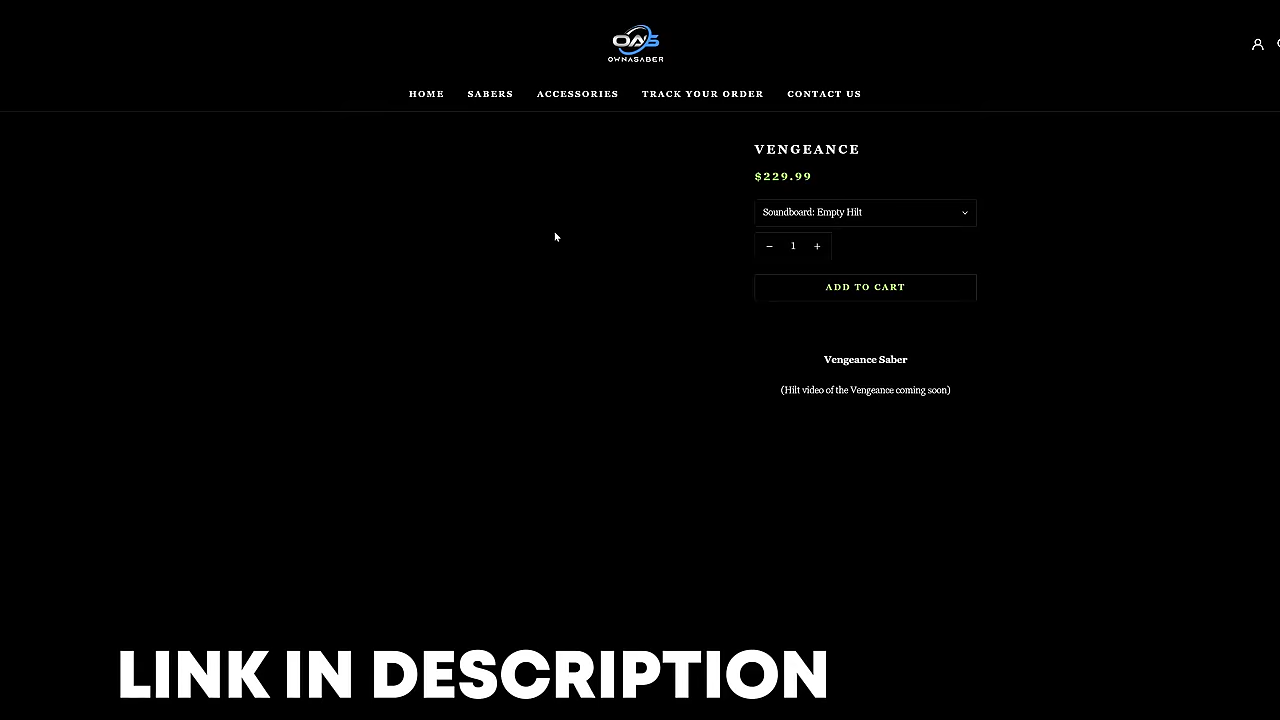 OAS
OWNASABER
HOME SABERS ACCESSORIES TRACK YOUR ORDER CONTACT US
VENGEANCE
$229.99
Soundboard: Empty Hilt
− 1 +
ADD TO CART
Vengeance Saber
(Hilt video of the Vengeance coming soon)
LINK IN DESCRIPTION